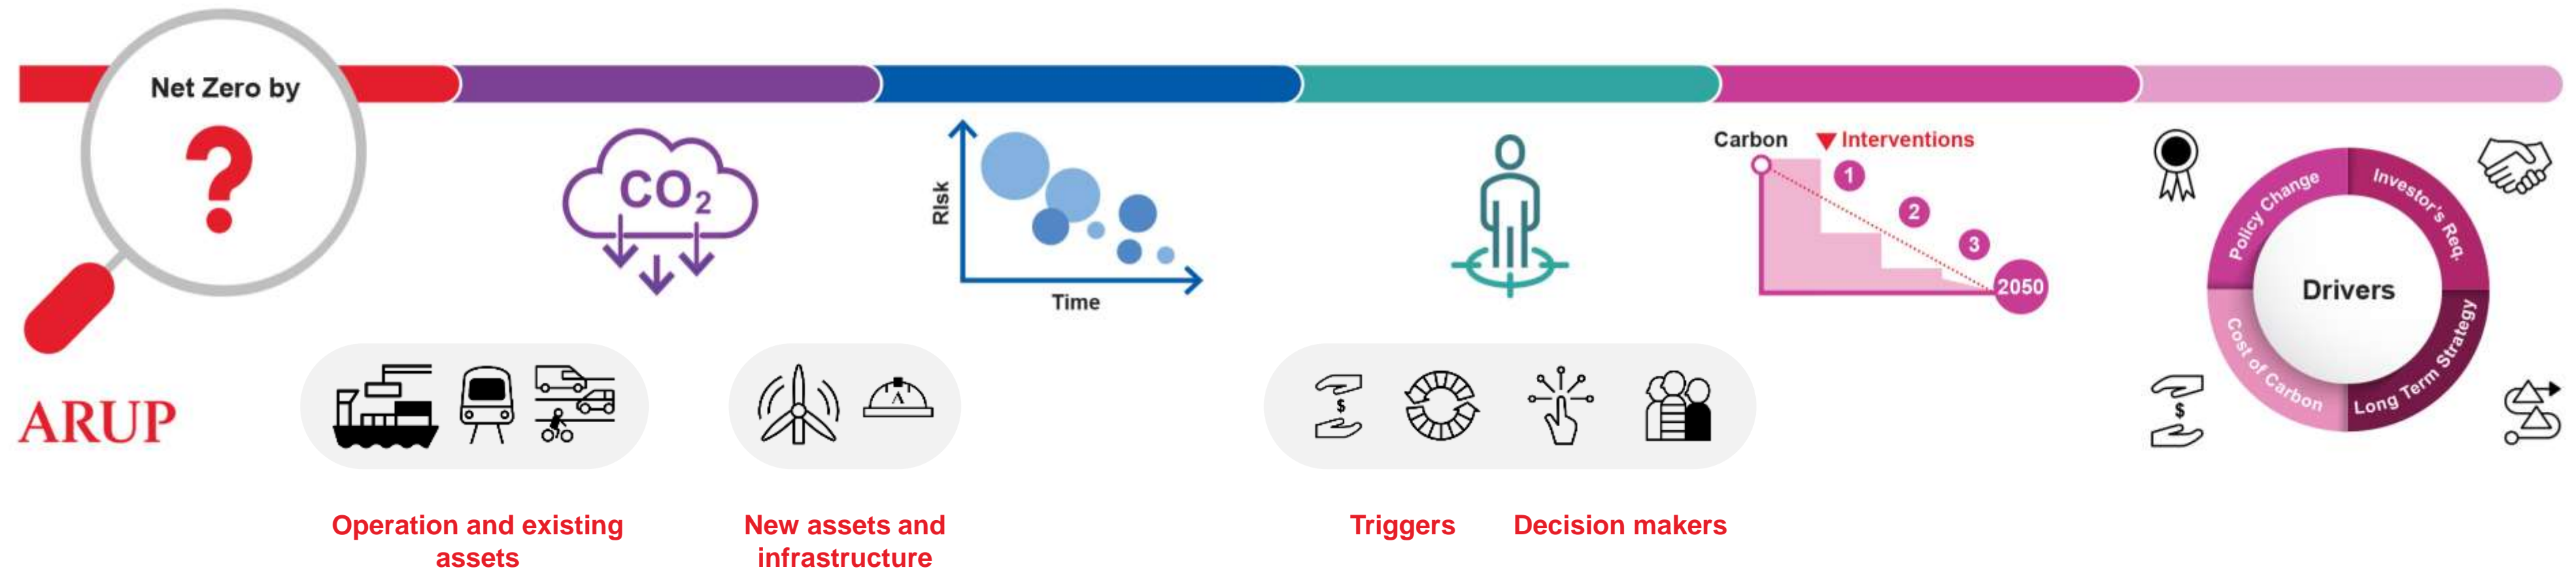 Net Zero by
?
ARUP
CO2
Risk
Time
Carbon
Interventions
1
2
3
2050
Policy Change
Investor's Req.
Drivers
Cost of Carbon
Long Term Strategy
$
$
A
Operation and existing
assets
New assets and
infrastructure
Triggers
Decision makers